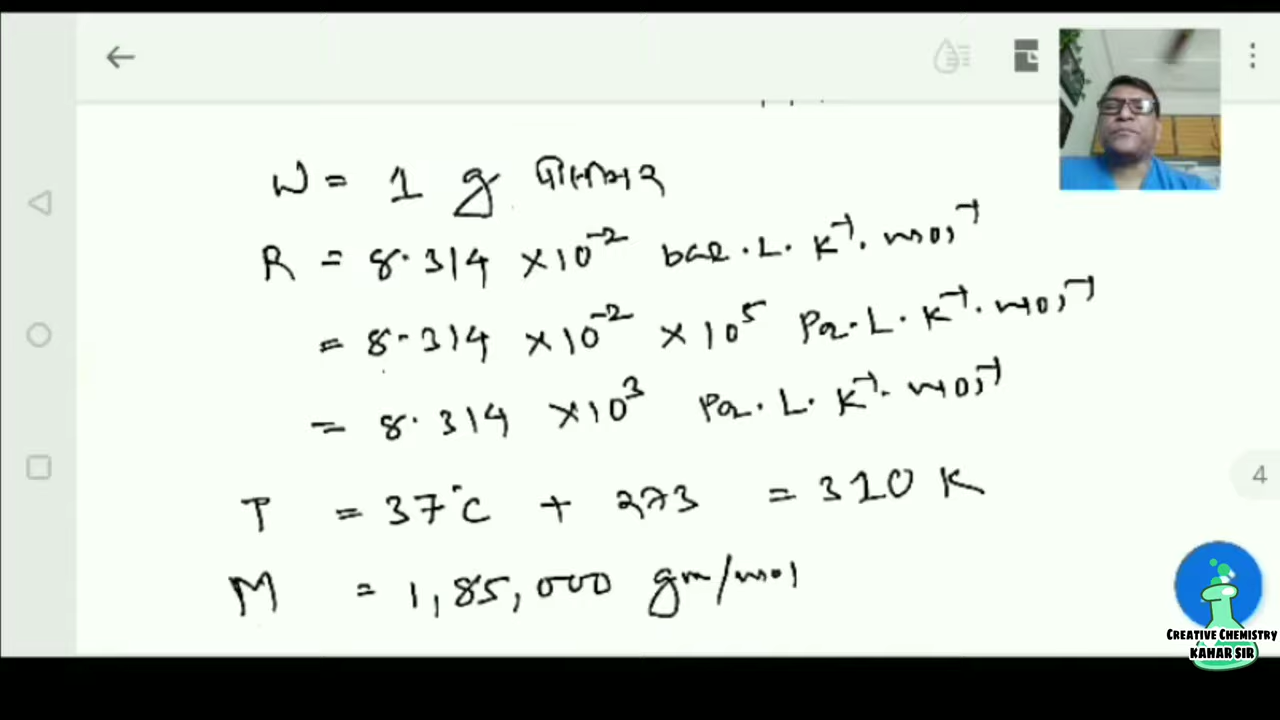 W = 1 g પોલીમર
R = 8.314 × 10⁻² bar.L.K⁻¹.mol⁻¹
= 8.314 × 10⁻² × 10⁵ Pa.L.K⁻¹.mol⁻¹
= 8.314 × 10³ Pa.L.K⁻¹.mol⁻¹
T = 37°C + 273 = 310 K
M = 1,85,000 gm/mol
4
CREATIVE CHEMISTRY
KAHAR SIR